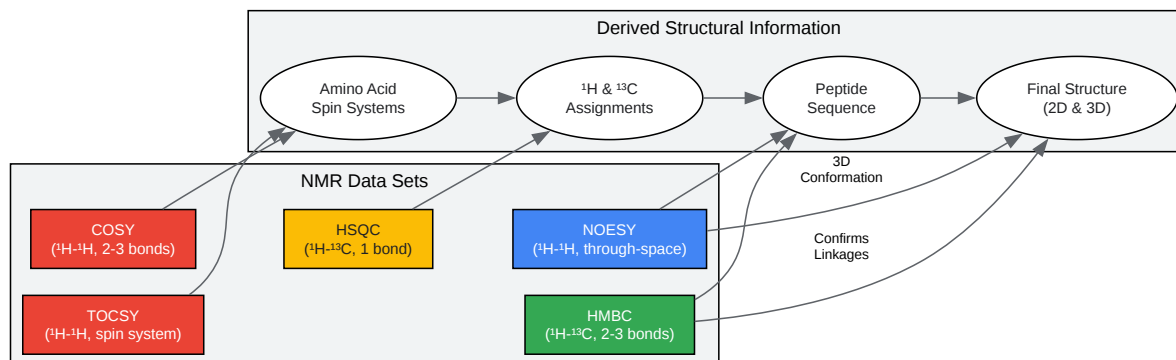 Derived Structural Information
Amino Acid
Spin Systems
¹H & ¹³C
Assignments
Peptide
Sequence
Final Structure
(2D & 3D)
3D
Conformation
NMR Data Sets
COSY
(¹H-¹H, 2-3 bonds)
HSQC
(¹H-¹³C, 1 bond)
NOESY
(¹H-¹H, through-space)
Confirms
Linkages
TOCSY
(¹H-¹H, spin system)
HMBC
(¹H-¹³C, 2-3 bonds)